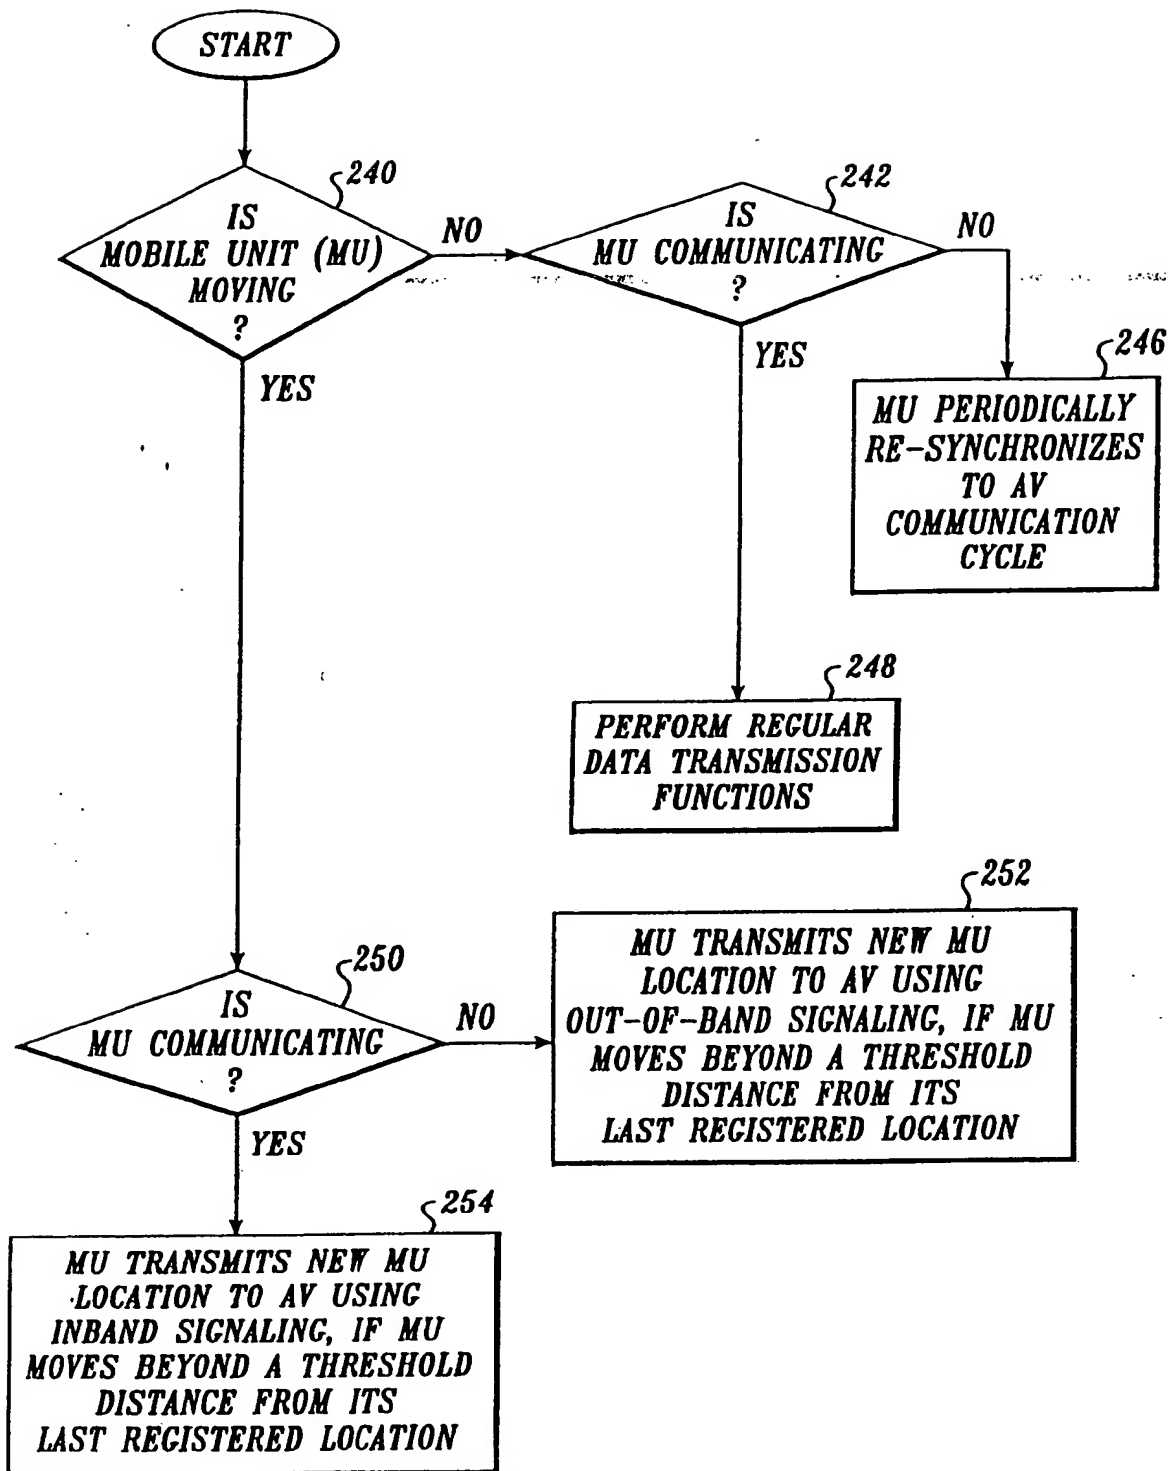 START
240
IS
MOBILE UNIT (MU)
MOVING
?
NO
YES
242
IS
MU COMMUNICATING
?
NO
YES
246
MU PERIODICALLY
RE-SYNCHRONIZES
TO AV
COMMUNICATION
CYCLE
248
PERFORM REGULAR
DATA TRANSMISSION
FUNCTIONS
250
IS
MU COMMUNICATING
?
NO
YES
252
MU TRANSMITS NEW MU
LOCATION TO AV USING
OUT-OF-BAND SIGNALING, IF MU
MOVES BEYOND A THRESHOLD
DISTANCE FROM ITS
LAST REGISTERED LOCATION
254
MU TRANSMITS NEW MU
LOCATION TO AV USING
INBAND SIGNALING, IF MU
MOVES BEYOND A THRESHOLD
DISTANCE FROM ITS
LAST REGISTERED LOCATION